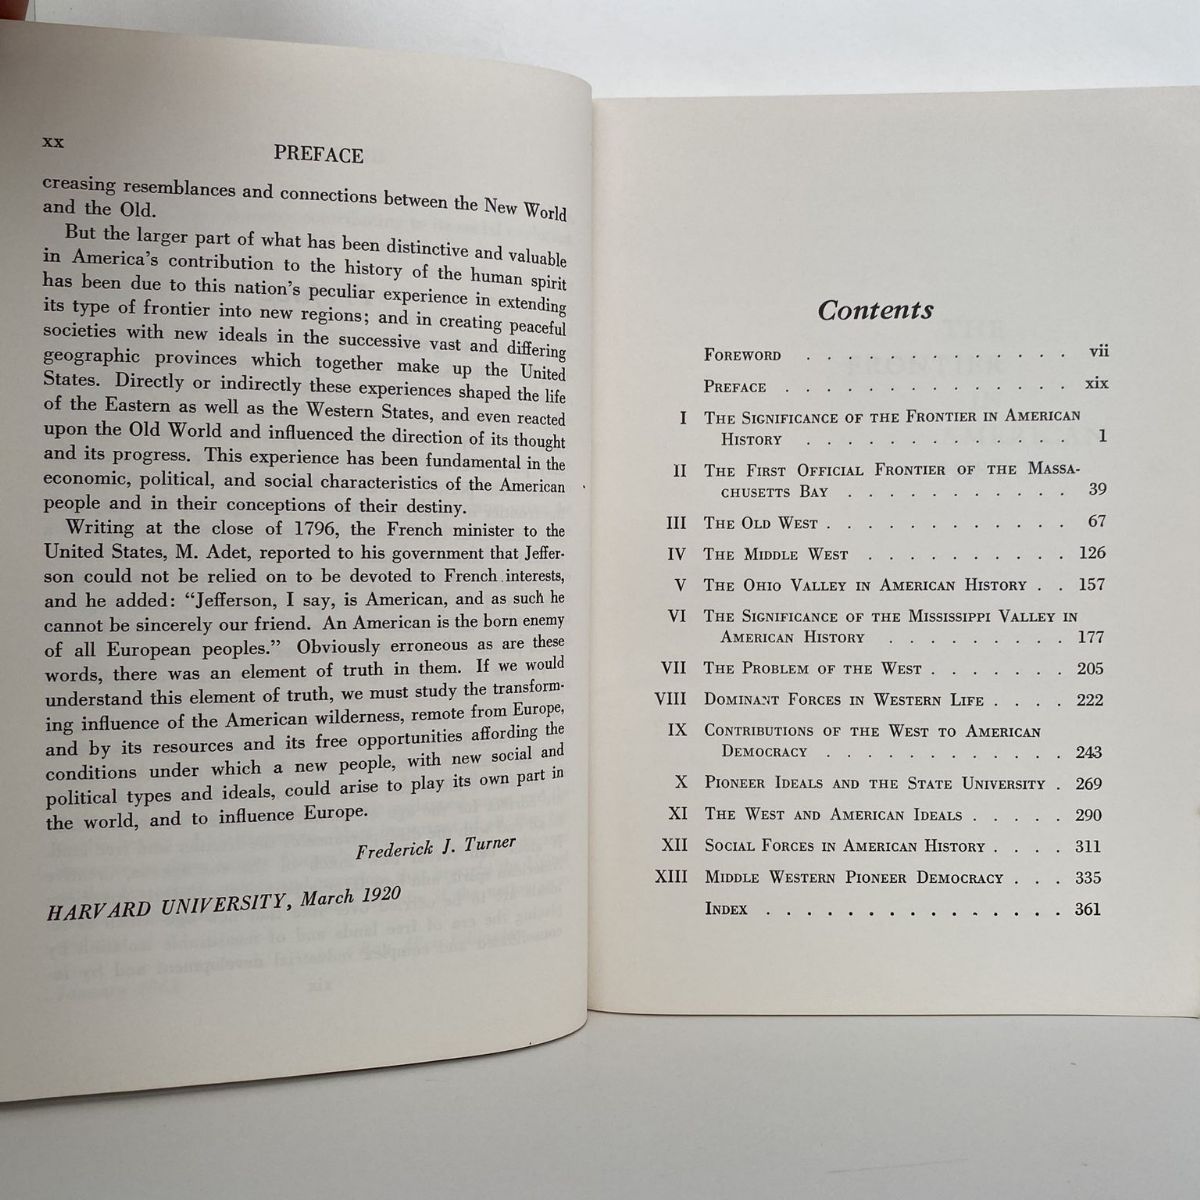 xx
PREFACE
creasing resemblances and connections between the New World
and the Old.
But the larger part of what has been distinctive and valuable
in America's contribution to the history of the human spirit
has been due to this nation's peculiar experience in extending
its type of frontier into new regions; and in creating peaceful
societies with new ideals in the successive vast and differing
geographic provinces which together make up the United
States. Directly or indirectly these experiences shaped the life
of the Eastern as well as the Western States, and even reacted
upon the Old World and influenced the direction of its thought
and its progress. This experience has been fundamental in the
economic, political, and social characteristics of the American
people and in their conceptions of their destiny.
Writing at the close of 1796, the French minister to the
United States, M. Adet, reported to his government that Jeffer-
son could not be relied on to be devoted to French interests,
and he added: "Jefferson, I say, is American, and as such he
cannot be sincerely our friend. An American is the born enemy
of all European peoples." Obviously erroneous as are these
words, there was an element of truth in them. If we would
understand this element of truth, we must study the transform-
ing influence of the American wilderness, remote from Europe,
and by its resources and its free opportunities affording the
conditions under which a new people, with new social and
political types and ideals, could arise to play its own part in
the world, and to influence Europe.
Frederick J. Turner
HARVARD UNIVERSITY, March 1920
Contents
FOREWORD . . . . . . . . . . . . . vii
PREFACE . . . . . . . . . . . . . . xix
I THE SIGNIFICANCE OF THE FRONTIER IN AMERICAN
HISTORY . . . . . . . . . . . . . 1
II THE FIRST OFFICIAL FRONTIER OF THE MASSA-
CHUSETTS BAY . . . . . . . . . . . 39
III THE OLD WEST . . . . . . . . . . . . 67
IV THE MIDDLE WEST . . . . . . . . . . 126
V THE OHIO VALLEY IN AMERICAN HISTORY . . 157
VI THE SIGNIFICANCE OF THE MISSISSIPPI VALLEY IN
AMERICAN HISTORY . . . . . . . . . 177
VII THE PROBLEM OF THE WEST . . . . . . . 205
VIII DOMINANT FORCES IN WESTERN LIFE . . . . 222
IX CONTRIBUTIONS OF THE WEST TO AMERICAN
DEMOCRACY . . . . . . . . . . . . 243
X PIONEER IDEALS AND THE STATE UNIVERSITY . 269
XI THE WEST AND AMERICAN IDEALS . . . . . 290
XII SOCIAL FORCES IN AMERICAN HISTORY . . . . 311
XIII MIDDLE WESTERN PIONEER DEMOCRACY . . . 335
INDEX . . . . . . . . . . . . . . . 361